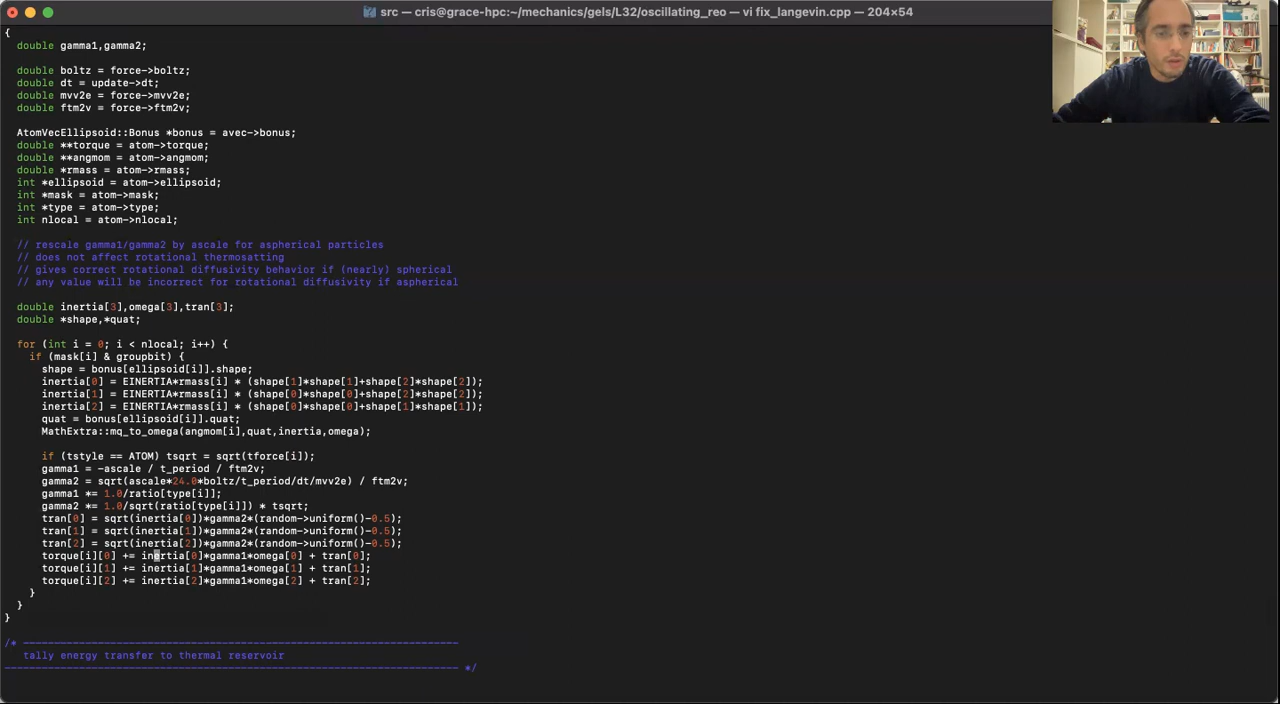 src — cris@grace-hpc:~/mechanics/gels/L32/oscillating_reo — vi fix_langevin.cpp — 204×54
{
  double gamma1,gamma2;

  double boltz = force->boltz;
  double dt = update->dt;
  double mvv2e = force->mvv2e;
  double ftm2v = force->ftm2v;

  AtomVecEllipsoid::Bonus *bonus = avec->bonus;
  double **torque = atom->torque;
  double **angmom = atom->angmom;
  double *rmass = atom->rmass;
  int *ellipsoid = atom->ellipsoid;
  int *mask = atom->mask;
  int *type = atom->type;
  int nlocal = atom->nlocal;

  // rescale gamma1/gamma2 by ascale for aspherical particles
  // does not affect rotational thermosatting
  // gives correct rotational diffusivity behavior if (nearly) spherical
  // any value will be incorrect for rotational diffusivity if aspherical

  double inertia[3],omega[3],tran[3];
  double *shape,*quat;

  for (int i = 0; i < nlocal; i++) {
    if (mask[i] & groupbit) {
      shape = bonus[ellipsoid[i]].shape;
      inertia[0] = EINERTIA*rmass[i] * (shape[1]*shape[1]+shape[2]*shape[2]);
      inertia[1] = EINERTIA*rmass[i] * (shape[0]*shape[0]+shape[2]*shape[2]);
      inertia[2] = EINERTIA*rmass[i] * (shape[0]*shape[0]+shape[1]*shape[1]);
      quat = bonus[ellipsoid[i]].quat;
      MathExtra::mq_to_omega(angmom[i],quat,inertia,omega);

      if (tstyle == ATOM) tsqrt = sqrt(tforce[i]);
      gamma1 = -ascale / t_period / ftm2v;
      gamma2 = sqrt(ascale*24.0*boltz/t_period/dt/mvv2e) / ftm2v;
      gamma1 *= 1.0/ratio[type[i]];
      gamma2 *= 1.0/sqrt(ratio[type[i]]) * tsqrt;
      tran[0] = sqrt(inertia[0])*gamma2*(random->uniform()-0.5);
      tran[1] = sqrt(inertia[1])*gamma2*(random->uniform()-0.5);
      tran[2] = sqrt(inertia[2])*gamma2*(random->uniform()-0.5);
      torque[i][0] += inertia[0]*gamma1*omega[0] + tran[0];
      torque[i][1] += inertia[1]*gamma1*omega[1] + tran[1];
      torque[i][2] += inertia[2]*gamma1*omega[2] + tran[2];
    }
  }
}

/* ----------------------------------------------------------------------
   tally energy transfer to thermal reservoir
------------------------------------------------------------------------- */